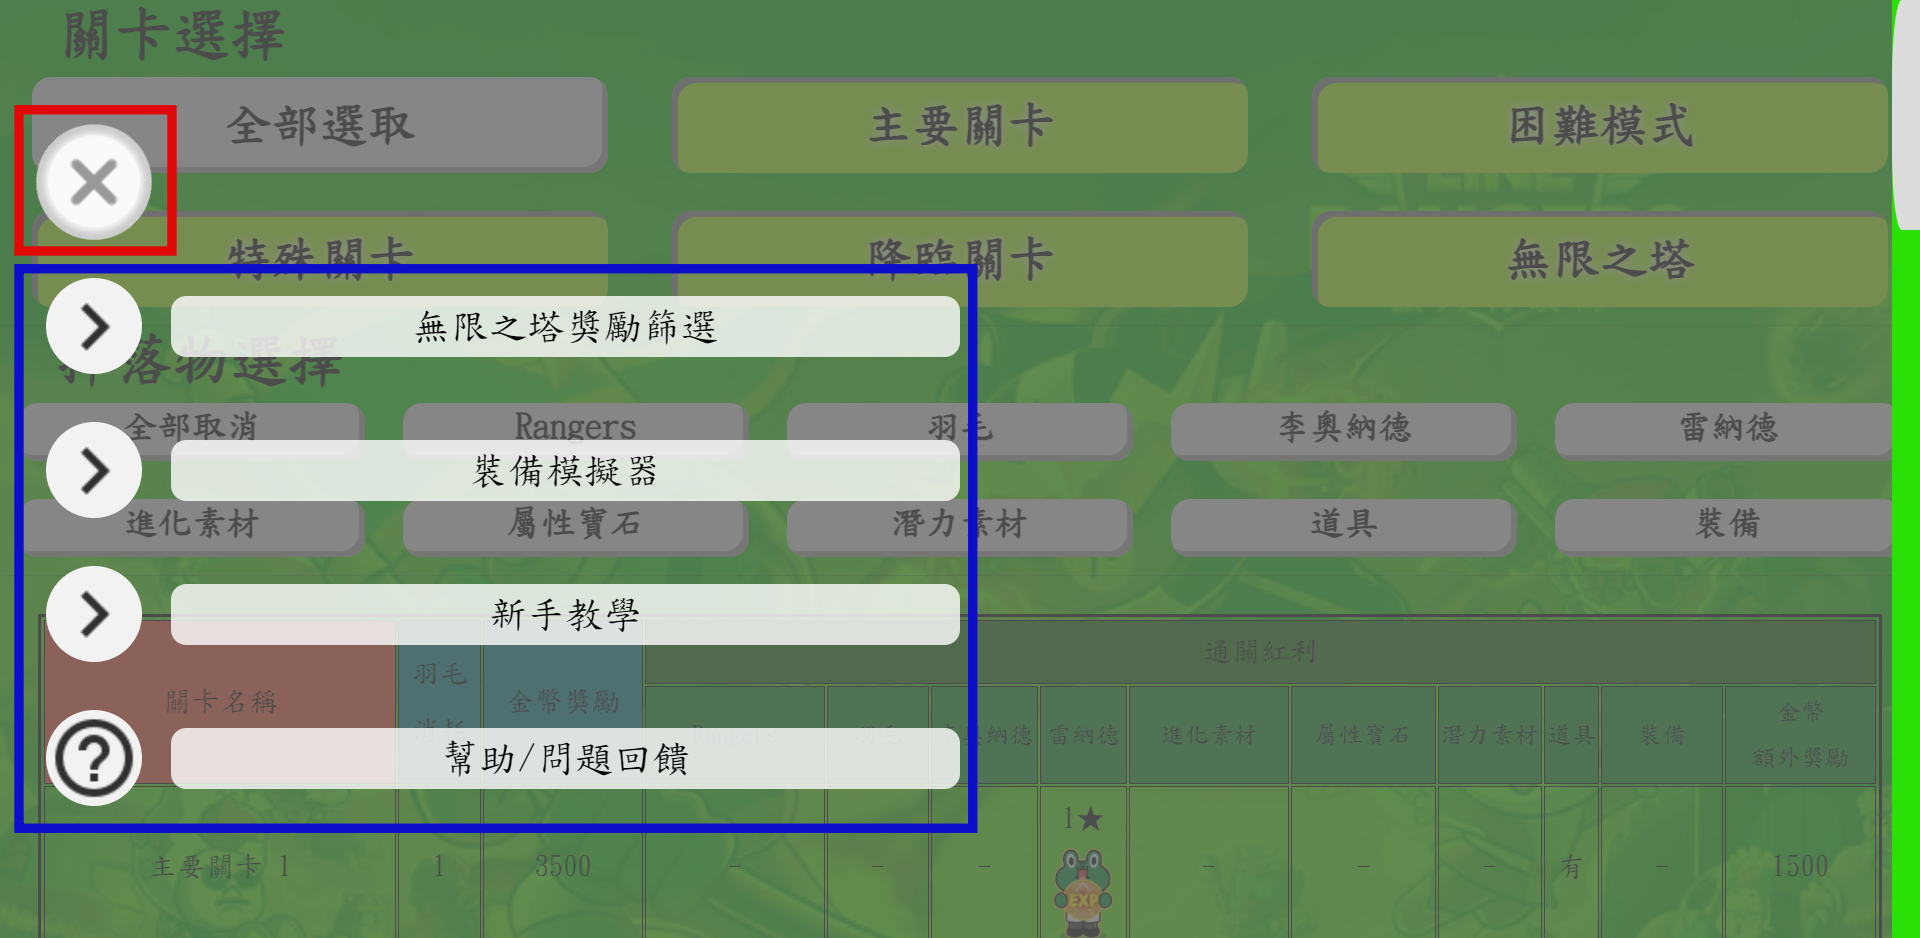 關卡選擇
全部選取 主要關卡 困難模式
特殊關卡 降臨關卡 無限之塔
無限之塔獎勵篩選
掉落物選擇
全部取消 Rangers 羽毛 李奧納德 雷納德
裝備模擬器
進化素材 屬性寶石 潛力素材 道具 裝備
新手教學
關卡名稱 羽毛 金幣獎勵 通關紅利
Rangers 奧納德 雷納德 進化素材 屬性寶石 潛力素材 道具 裝備 金幣
額外獎勵
幫助/問題回饋
1★
主要關卡 1 1 3500 - - - - - - 有 - 1500
EXP